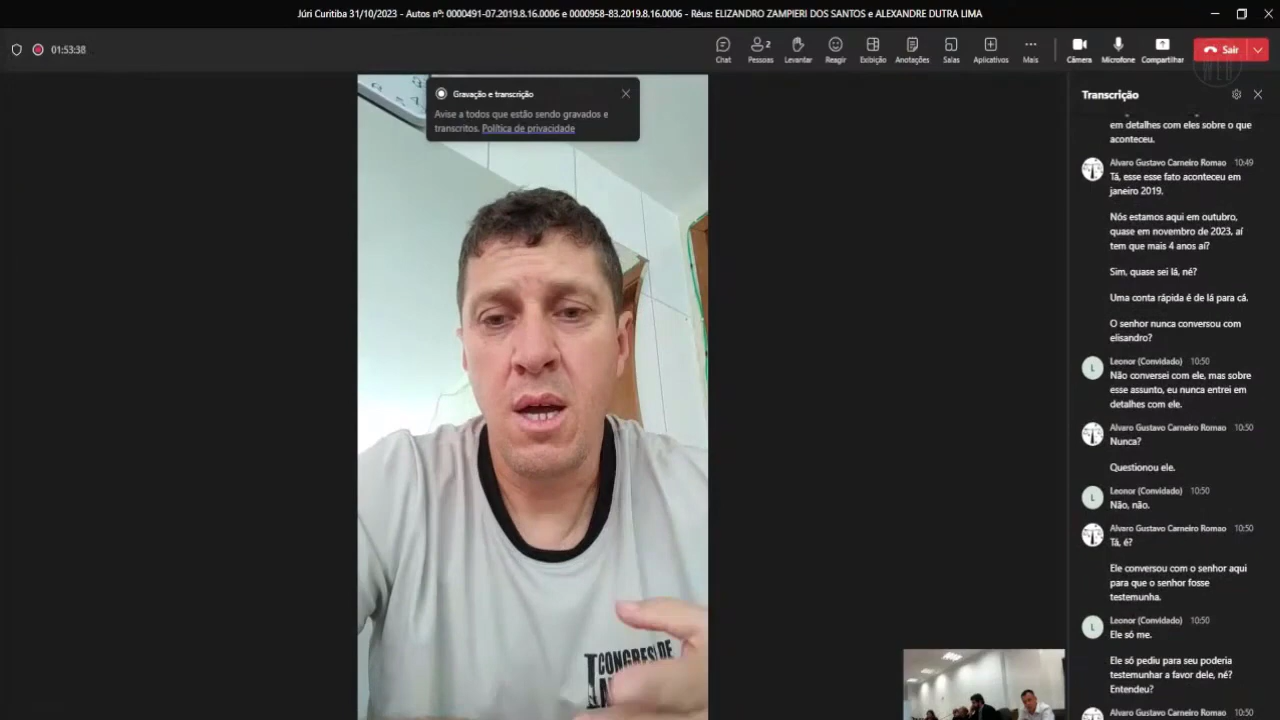 Júri Curitiba 31/10/2023 - Autos nº: 0000491-07.2019.8.16.0006 e 0000958-83.2019.8.16.0006 - Réus: ELIZANDRO ZAMPIERI DOS SANTOS e ALEXANDRE DUTRA LIMA
01:53:38
Chat
2
Pessoas
Levantar
Reagir
Exibição
Anotações
Salas
Aplicativos
Mais
Câmera
Microfone
Compartilhar
Sair
Gravação e transcrição
Avise a todos que estão sendo gravados e
transcritos. Política de privacidade
I CONGRES DE
Transcrição
em detalhes com eles sobre o que
aconteceu.
Alvaro Gustavo Carneiro Romao 10:49
Tá, esse esse fato aconteceu em
janeiro 2019.
Nós estamos aqui em outubro,
quase em novembro de 2023, aí
tem que mais 4 anos aí?
Sim, quase sei lá, né?
Uma conta rápida é de lá para cá.
O senhor nunca conversou com
elisandro?
L
Leonor (Convidado) 10:50
Não conversei com ele, mas sobre
esse assunto, eu nunca entrei em
detalhes com ele.
Alvaro Gustavo Carneiro Romao 10:50
Nunca?
Questionou ele.
L
Leonor (Convidado) 10:50
Não, não.
Alvaro Gustavo Carneiro Romao 10:50
Tá, é?
Ele conversou com o senhor aqui
para que o senhor fosse
testemunha.
L
Leonor (Convidado) 10:50
Ele só me.
Ele só pediu para seu poderia
testemunhar a favor dele, né?
Entendeu?
Alvaro Gustavo Carneiro Romao 10:50